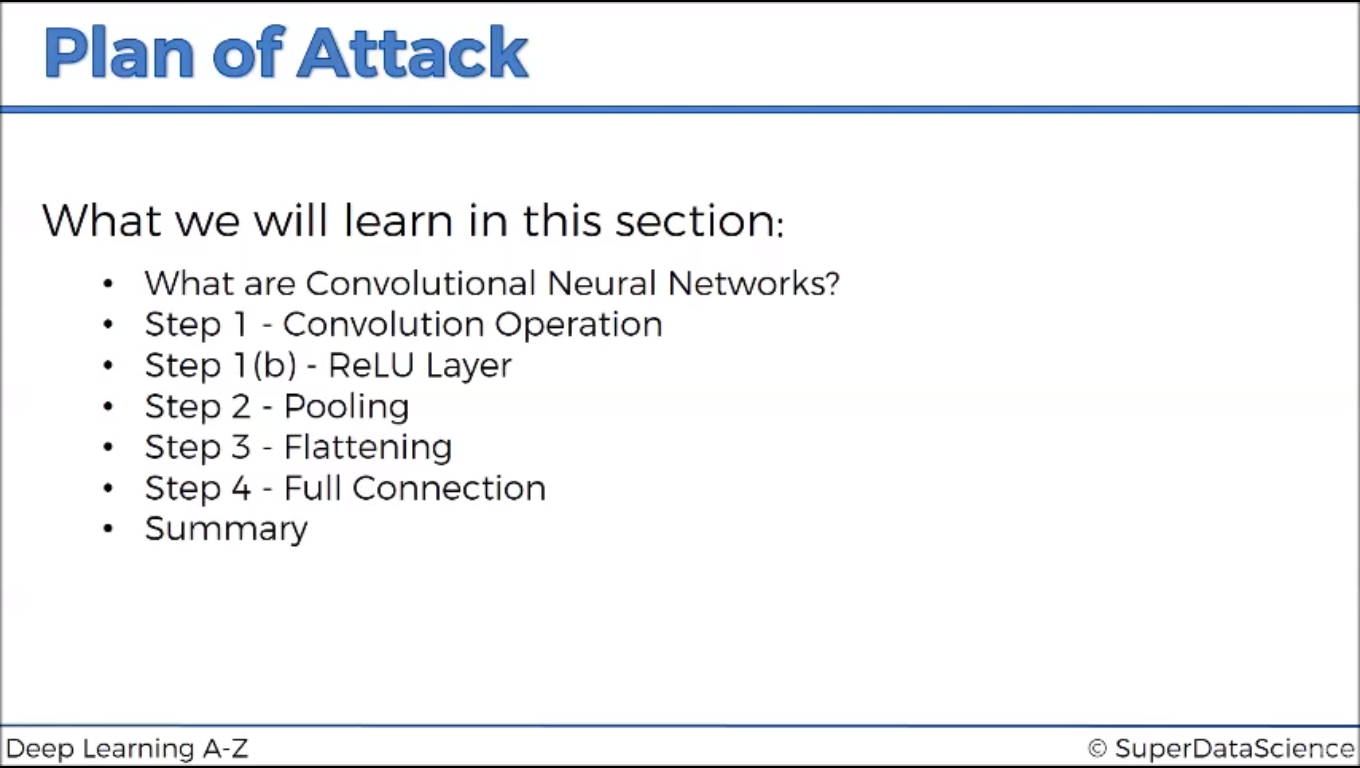 Plan of Attack
What we will learn in this section:
• What are Convolutional Neural Networks?
• Step 1 - Convolution Operation
• Step 1(b) - ReLU Layer
• Step 2 - Pooling
• Step 3 - Flattening
• Step 4 - Full Connection
• Summary
Deep Learning A-Z
© SuperDataScience